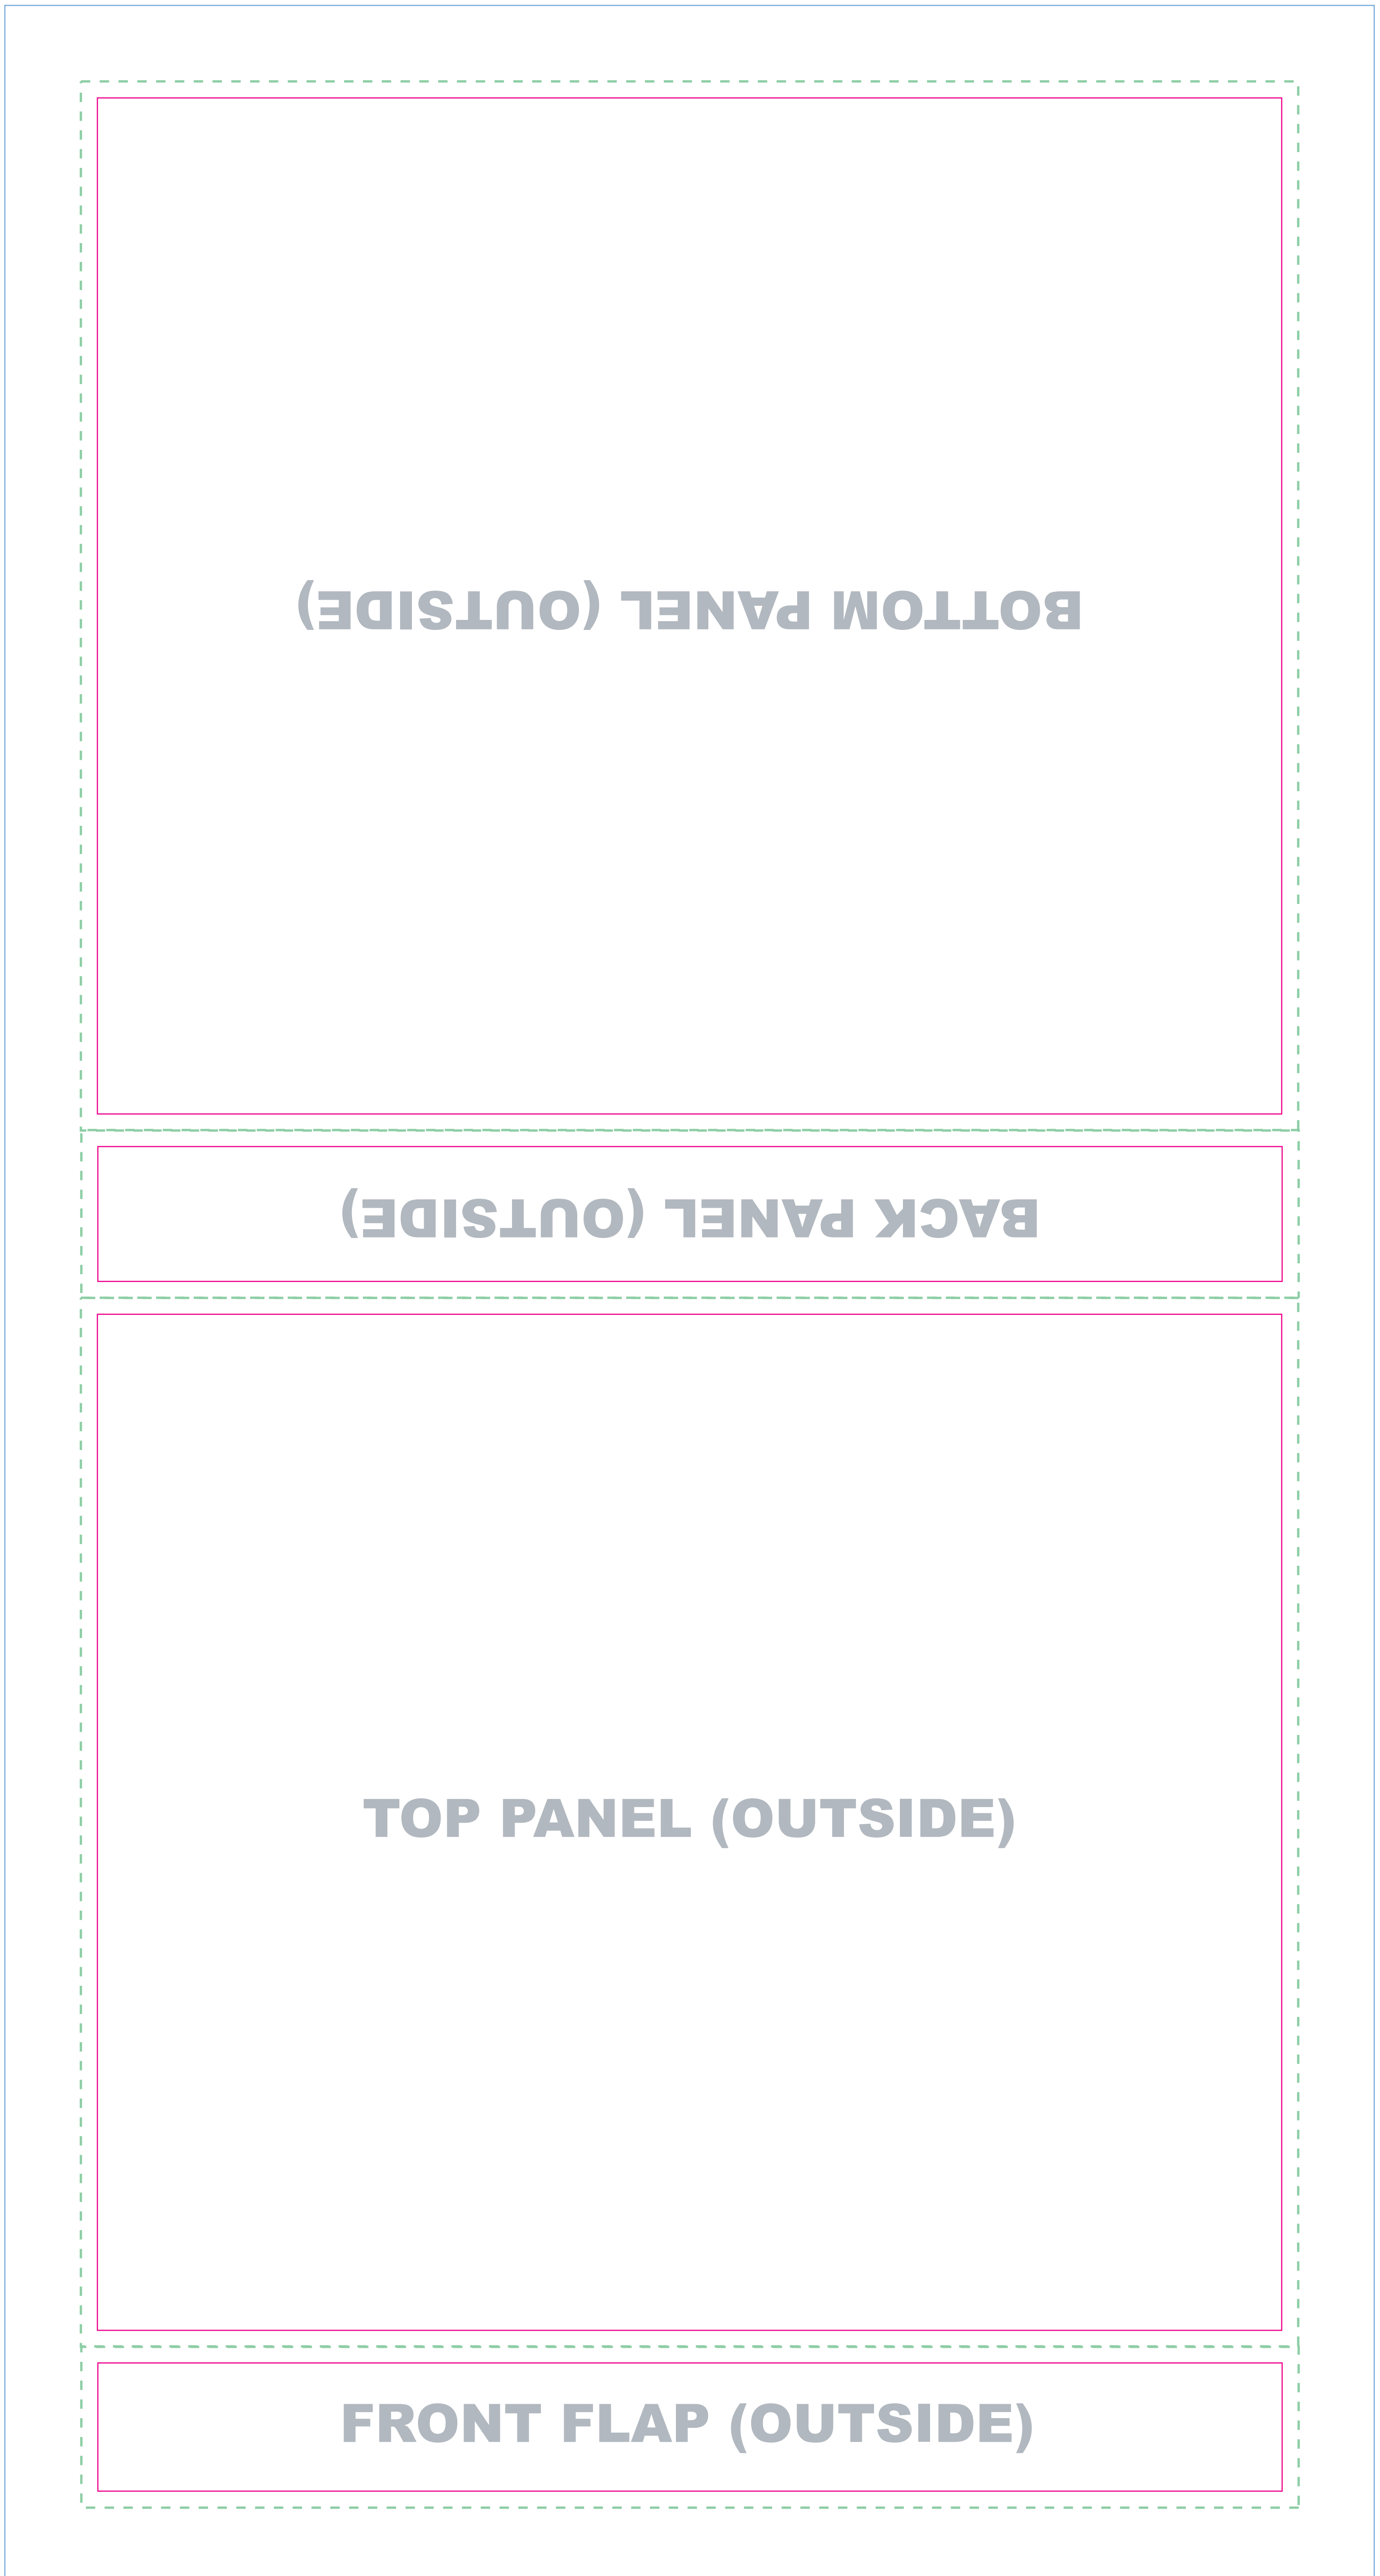 BOTTOM PANEL (OUTSIDE)
BACK PANEL (OUTSIDE)
TOP PANEL (OUTSIDE)
FRONT FLAP (OUTSIDE)